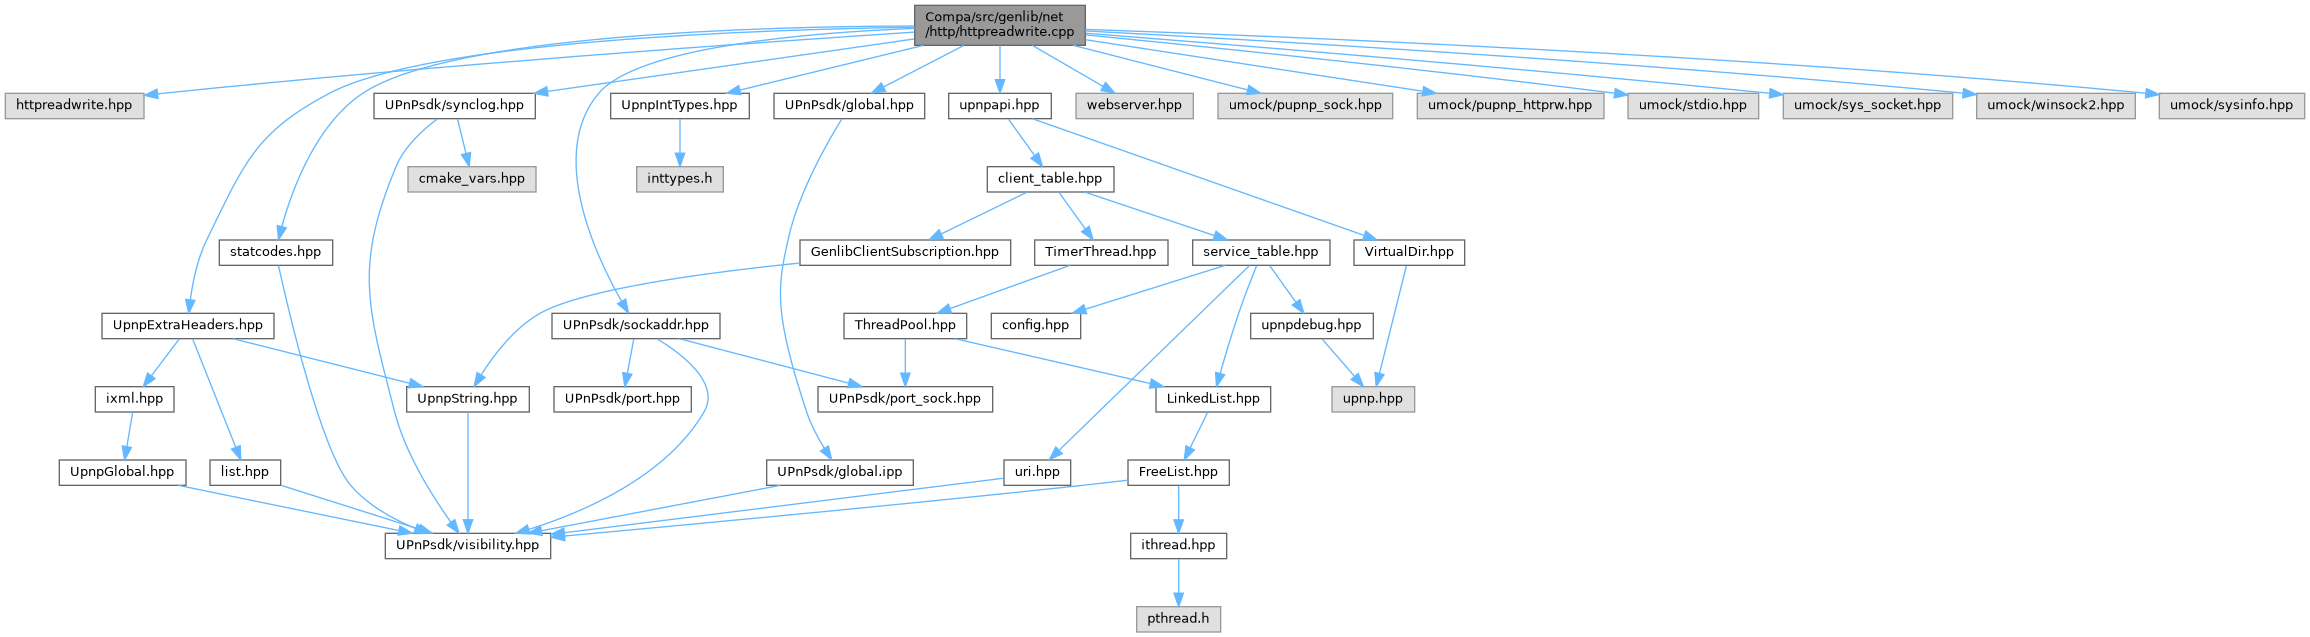 Compa/src/genlib/net
/http/httpreadwrite.cpp
httpreadwrite.hpp
UPnPsdk/synclog.hpp
UpnpIntTypes.hpp
UPnPsdk/global.hpp
upnpapi.hpp
webserver.hpp
umock/pupnp_sock.hpp
umock/pupnp_httprw.hpp
umock/stdio.hpp
umock/sys_socket.hpp
umock/winsock2.hpp
umock/sysinfo.hpp
cmake_vars.hpp
inttypes.h
client_table.hpp
statcodes.hpp
GenlibClientSubscription.hpp
TimerThread.hpp
service_table.hpp
VirtualDir.hpp
UpnpExtraHeaders.hpp
UPnPsdk/sockaddr.hpp
ThreadPool.hpp
config.hpp
upnpdebug.hpp
ixml.hpp
UpnpString.hpp
UPnPsdk/port.hpp
UPnPsdk/port_sock.hpp
LinkedList.hpp
upnp.hpp
UpnpGlobal.hpp
list.hpp
UPnPsdk/global.ipp
uri.hpp
FreeList.hpp
UPnPsdk/visibility.hpp
ithread.hpp
pthread.h